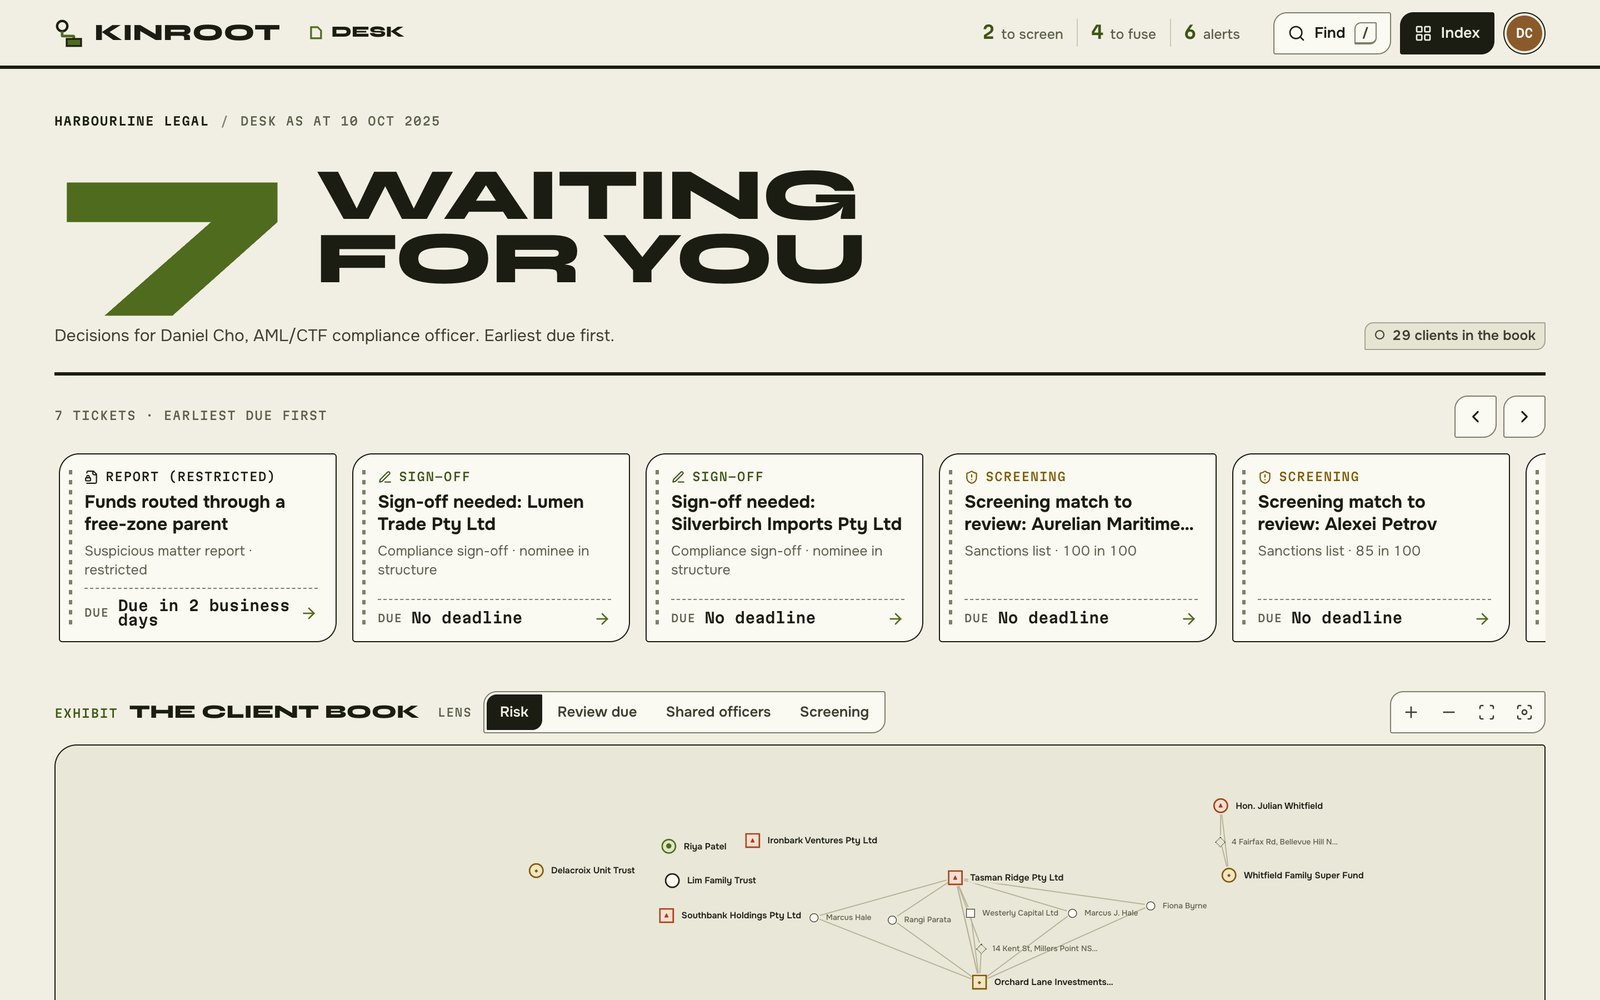 KINROOT
DESK
2 to screen
4 to fuse
6 alerts
Find /
Index
DC
HARBOURLINE LEGAL / DESK AS AT 10 OCT 2025
7
WAITING
FOR YOU
Decisions for Daniel Cho, AML/CTF compliance officer. Earliest due first.
29 clients in the book
7 TICKETS · EARLIEST DUE FIRST
REPORT (RESTRICTED)
Funds routed through a
free-zone parent
Suspicious matter report ·
restricted
DUE Due in 2 business
days
SIGN-OFF
Sign-off needed: Lumen
Trade Pty Ltd
Compliance sign-off · nominee in
structure
DUE No deadline
SIGN-OFF
Sign-off needed:
Silverbirch Imports Pty Ltd
Compliance sign-off · nominee in
structure
DUE No deadline
SCREENING
Screening match to
review: Aurelian Maritime...
Sanctions list · 100 in 100
DUE No deadline
SCREENING
Screening match to
review: Alexei Petrov
Sanctions list · 85 in 100
DUE No deadline
EXHIBIT THE CLIENT BOOK
LENS
Risk
Review due
Shared officers
Screening
Hon. Julian Whitfield
4 Fairfax Rd, Bellevue Hill N...
Whitfield Family Super Fund
Riya Patel
Ironbark Ventures Pty Ltd
Delacroix Unit Trust
Lim Family Trust
Tasman Ridge Pty Ltd
Southbank Holdings Pty Ltd
Marcus Hale
Rangi Parata
Westerly Capital Ltd
Marcus J. Hale
Fiona Byrne
14 Kent St, Millers Point NS...
Orchard Lane Investments...